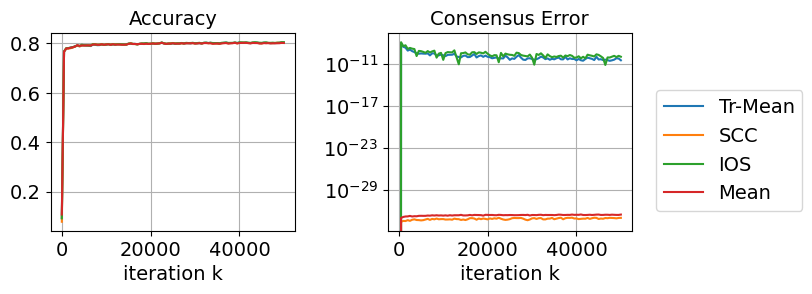 Accuracy
0.8
0.6
0.4
0.2
0 20000 40000
iteration k
Consensus Error
10⁻¹¹
10⁻¹⁷
10⁻²³
10⁻²⁹
0 20000 40000
iteration k
Tr-Mean
SCC
IOS
Mean